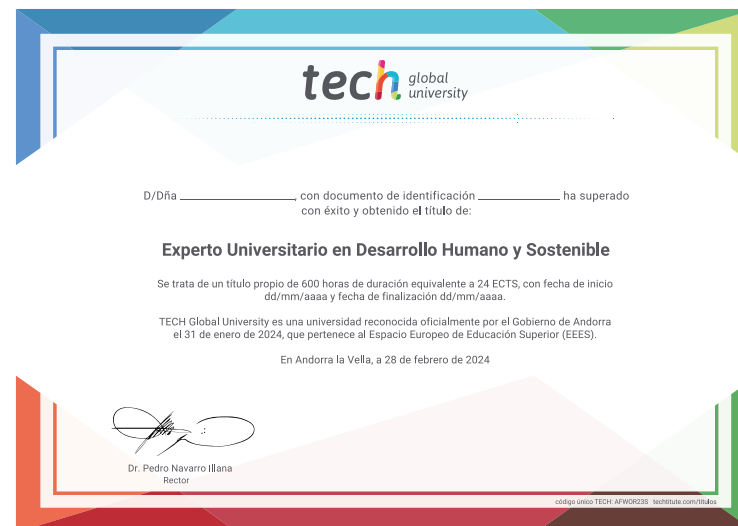 tech global
university
D/Dña ____________, con documento de identificación ____________ ha superado
con éxito y obtenido el título de:
Experto Universitario en Desarrollo Humano y Sostenible
Se trata de un título propio de 600 horas de duración equivalente a 24 ECTS, con fecha de inicio
dd/mm/aaaa y fecha de finalización dd/mm/aaaa.
TECH Global University es una universidad reconocida oficialmente por el Gobierno de Andorra
el 31 de enero de 2024, que pertenece al Espacio Europeo de Educación Superior (EEES).
En Andorra la Vella, a 28 de febrero de 2024
Dr. Pedro Navarro Illana
Rector
código único TECH: AFWOR23S techtitute.com/titulos